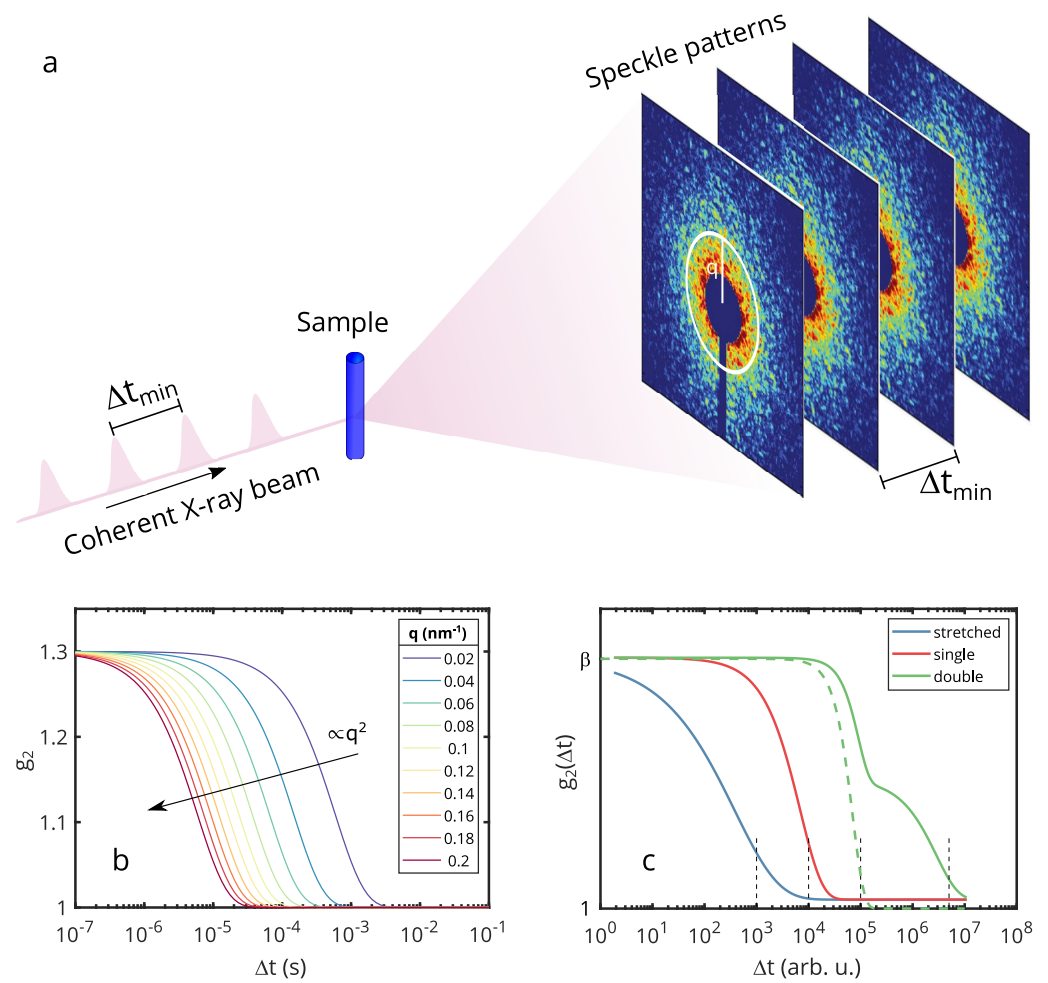 a
Speckle patterns
q
Sample
Δt_min
Coherent X-ray beam
Δt_min
1.3
1.2
1.1
1
g₂
q (nm⁻¹)
0.02
0.04
0.06
0.08
0.1
0.12
0.14
0.16
0.18
0.2
∝q²
b
10⁻⁷ 10⁻⁶ 10⁻⁵ 10⁻⁴ 10⁻³ 10⁻² 10⁻¹
Δt (s)
β
1
g₂(Δt)
stretched
single
double
c
10⁰ 10¹ 10² 10³ 10⁴ 10⁵ 10⁶ 10⁷ 10⁸
Δt (arb. u.)